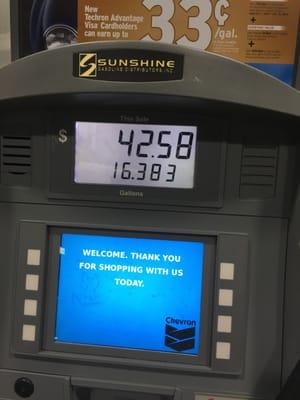 New
Techron Advantage
Visa Cardholders
can earn up to
33¢
/gal.
SUNSHINE
GASOLINE DISTRIBUTORS, INC.
This Sale
$ 42.58
16.383
Gallons
WELCOME. THANK YOU
FOR SHOPPING WITH US
TODAY.
Chevron